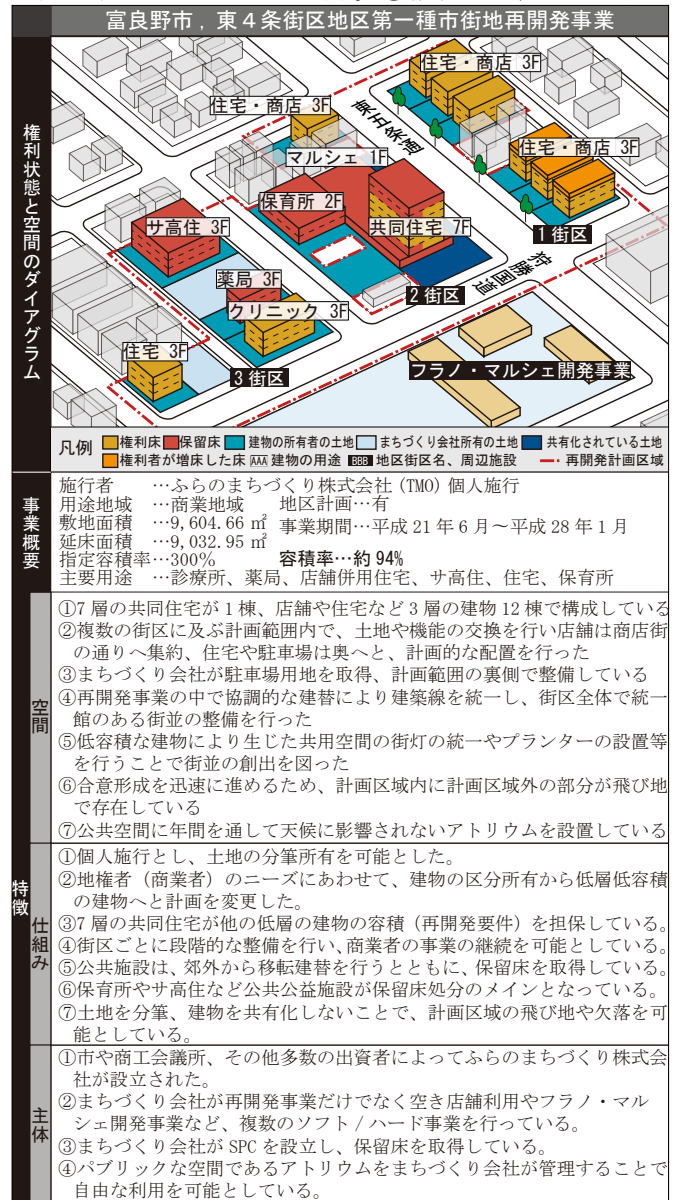 富良野市，東４条街区地区第一種市街地再開発事業
権利状態と空間のダイアグラム
住宅・商店 3F
住宅・商店 3F
東五条通
マルシェ 1F
住宅・商店 3F
保育所 2F
サ高住 3F
共同住宅 7F
1 街区
狩勝国道
薬局 3F
2 街区
クリニック 3F
住宅 3F
3 街区
フラノ・マルシェ開発事業
凡例 権利床 保留床 建物の所有者の土地 まちづくり会社所有の土地 共有化されている土地
権利者が増床した床 AAA 建物の用途 BBB 地区街区名、周辺施設 再開発計画区域
事業概要
施行者　…ふらのまちづくり株式会社 (TMO) 個人施行
用途地域　…商業地域　地区計画…有
敷地面積　…9,604.66 ㎡　事業期間…平成 21 年 6 月～平成 28 年 1 月
延床面積　…9,032.95 ㎡
指定容積率…300%　容積率…約 94%
主要用途　…診療所、薬局、店舗併用住宅、サ高住、住宅、保育所
特徴
空間
①7 層の共同住宅が 1 棟、店舗や住宅など 3 層の建物 12 棟で構成している
②複数の街区に及ぶ計画範囲内で、土地や機能の交換を行い店舗は商店街
の通りへ集約、住宅や駐車場は奥へと、計画的な配置を行った
③まちづくり会社が駐車場用地を取得、計画範囲の裏側で整備している
④再開発事業の中で協調的な建替により建築線を統一し、街区全体で統一
館のある街並の整備を行った
⑤低容積な建物により生じた共用空間の街灯の統一やプランターの設置等
を行うことで街並の創出を図った
⑥合意形成を迅速に進めるため、計画区域内に計画区域外の部分が飛び地
で存在している
⑦公共空間に年間を通して天候に影響されないアトリウムを設置している
仕組み
①個人施行とし、土地の分筆所有を可能とした。
②地権者（商業者）のニーズにあわせて、建物の区分所有から低層低容積
の建物へと計画を変更した。
③7 層の共同住宅が他の低層の建物の容積（再開発要件）を担保している。
④街区ごとに段階的な整備を行い、商業者の事業の継続を可能としている。
⑤公共施設は、郊外から移転建替を行うとともに、保留床を取得している。
⑥保育所やサ高住など公共公益施設が保留床処分のメインとなっている。
⑦土地を分筆、建物を共有化しないことで、計画区域の飛び地や欠落を可
能としている。
主体
①市や商工会議所、その他多数の出資者によってふらのまちづくり株式会
社が設立された。
②まちづくり会社が再開発事業だけでなく空き店舗利用やフラノ・マル
シェ開発事業など、複数のソフト / ハード事業を行っている。
③まちづくり会社が SPC を設立し、保留床を取得している。
④パブリックな空間であるアトリウムをまちづくり会社が管理することで
自由な利用を可能としている。